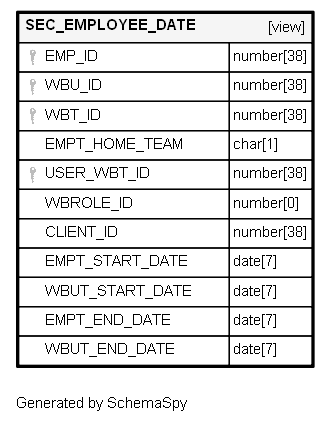 SEC_EMPLOYEE_DATE [view]
EMP_ID number[38]
WBU_ID number[38]
WBT_ID number[38]
EMPT_HOME_TEAM char[1]
USER_WBT_ID number[38]
WBROLE_ID number[0]
CLIENT_ID number[38]
EMPT_START_DATE date[7]
WBUT_START_DATE date[7]
EMPT_END_DATE date[7]
WBUT_END_DATE date[7]
Generated by SchemaSpy